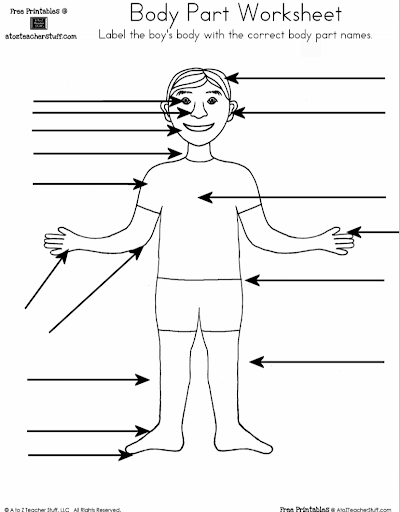 Free Printables @
atozteacherstuff.com
Body Part Worksheet
Label the boy's body with the correct body part names.
© A to Z Teacher Stuff, LLC All Rights Reserved.
Free Printables @ AtoZTeacherStuff.com